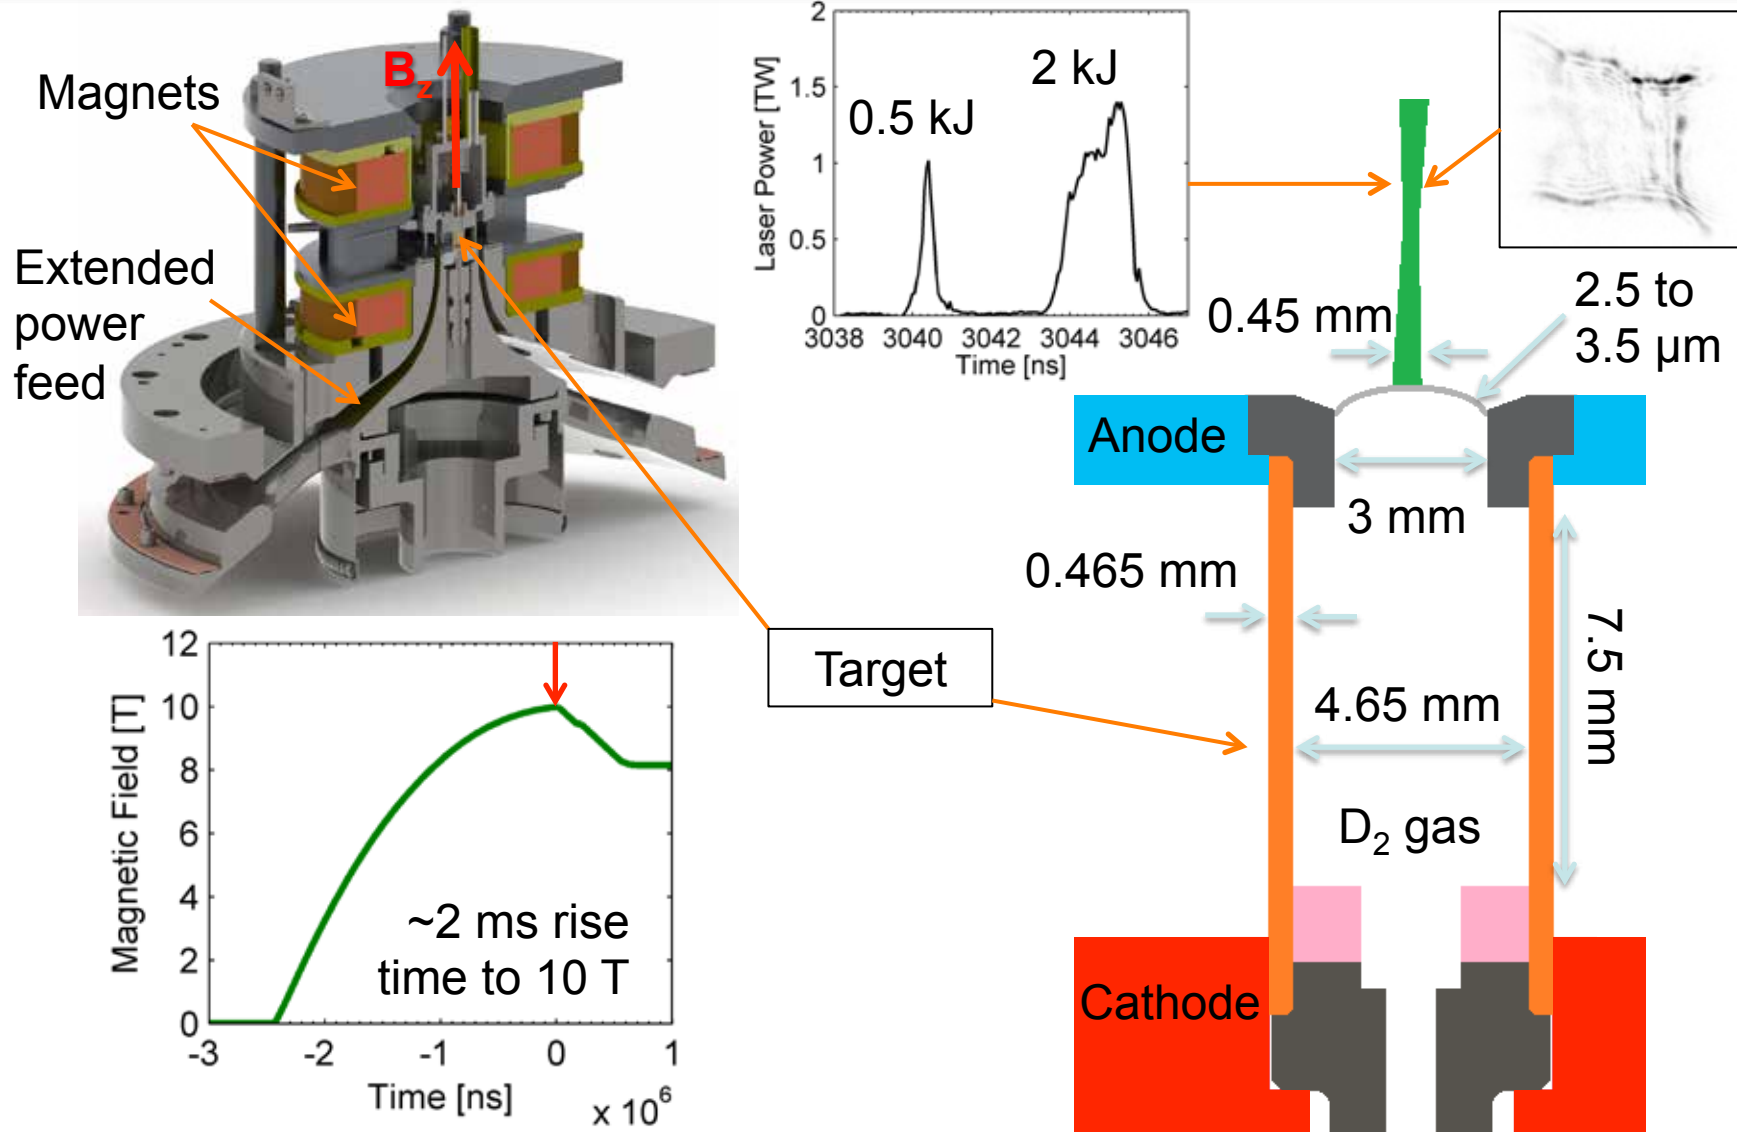 Magnets
B_z
Extended
power
feed
2
1.5
1
0.5
0
Laser Power [TW]
0.5 kJ
2 kJ
3038 3040 3042 3044 3046
Time [ns]
0.45 mm
2.5 to
3.5 µm
Anode
3 mm
0.465 mm
7.5 mm
4.65 mm
D₂ gas
Cathode
Target
12
10
8
6
4
2
0
Magnetic Field [T]
~2 ms rise
time to 10 T
-3 -2 -1 0 1
Time [ns]
x 10⁶